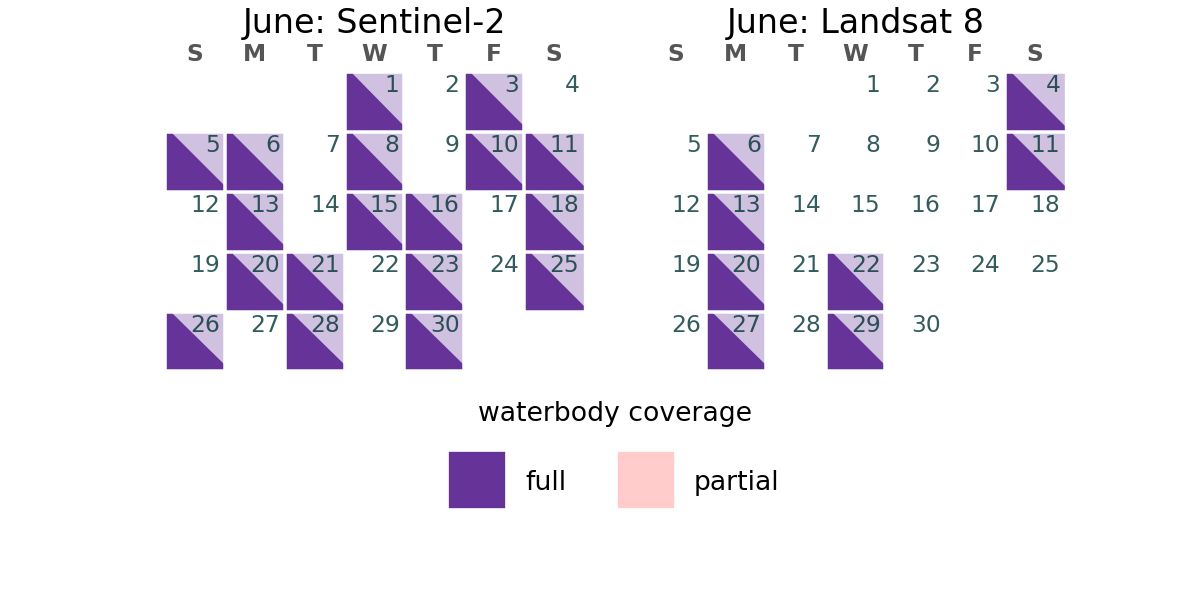 June: Sentinel-2
S M T W T F S
1 2 3 4
5 6 7 8 9 10 11
12 13 14 15 16 17 18
19 20 21 22 23 24 25
26 27 28 29 30
June: Landsat 8
S M T W T F S
1 2 3 4
5 6 7 8 9 10 11
12 13 14 15 16 17 18
19 20 21 22 23 24 25
26 27 28 29 30
waterbody coverage
full partial